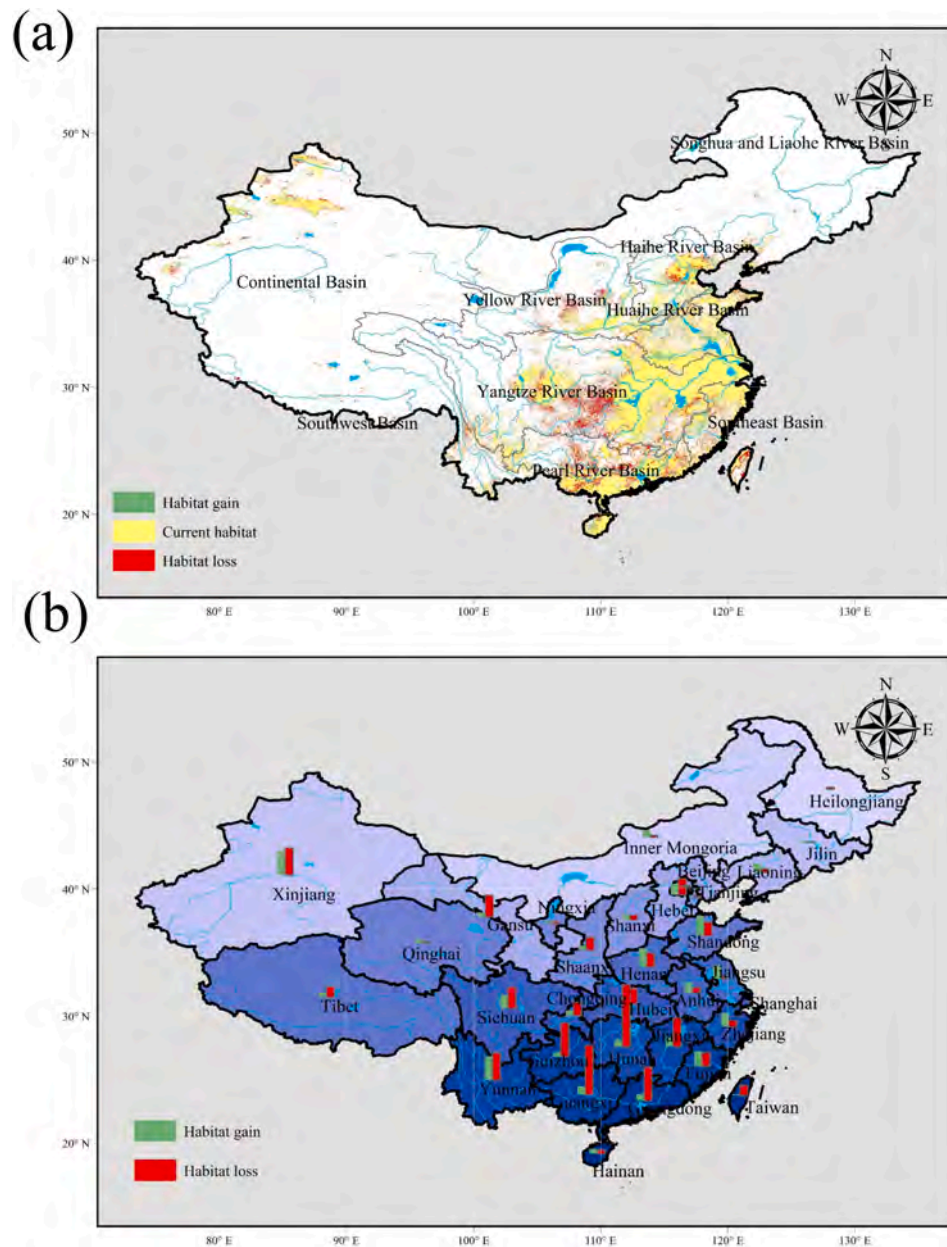 (a)
N
W
E
S
50° N
Songhua and Liaohe River Basin
Haihe River Basin
40° N
Continental Basin
Yellow River Basin
Huaihe River Basin
30° N
Yangtze River Basin
Southwest Basin
Southeast Basin
Pearl River Basin
Habitat gain
20° N
Current habitat
Habitat loss
80° E
90° E
100° E
110° E
120° E
130° E
(b)
N
W
E
S
50° N
Heilongjiang
Inner Mongoria
Jilin
Beijing
Liaoning
40° N
Xinjiang
Tianjing
Ningxia
Hebei
Gansu
Shanxi
Shandong
Qinghai
Shaanxi
Henan
Jiangsu
Tibet
Chongqing
Anhui
Shanghai
30° N
Sichuan
Hubei
Zhejiang
Jiangxi
Hunan
Yunnan
Taiwan
Habitat gain
20° N
Hainan
Habitat loss
80° E
90° E
100° E
110° E
120° E
130° E